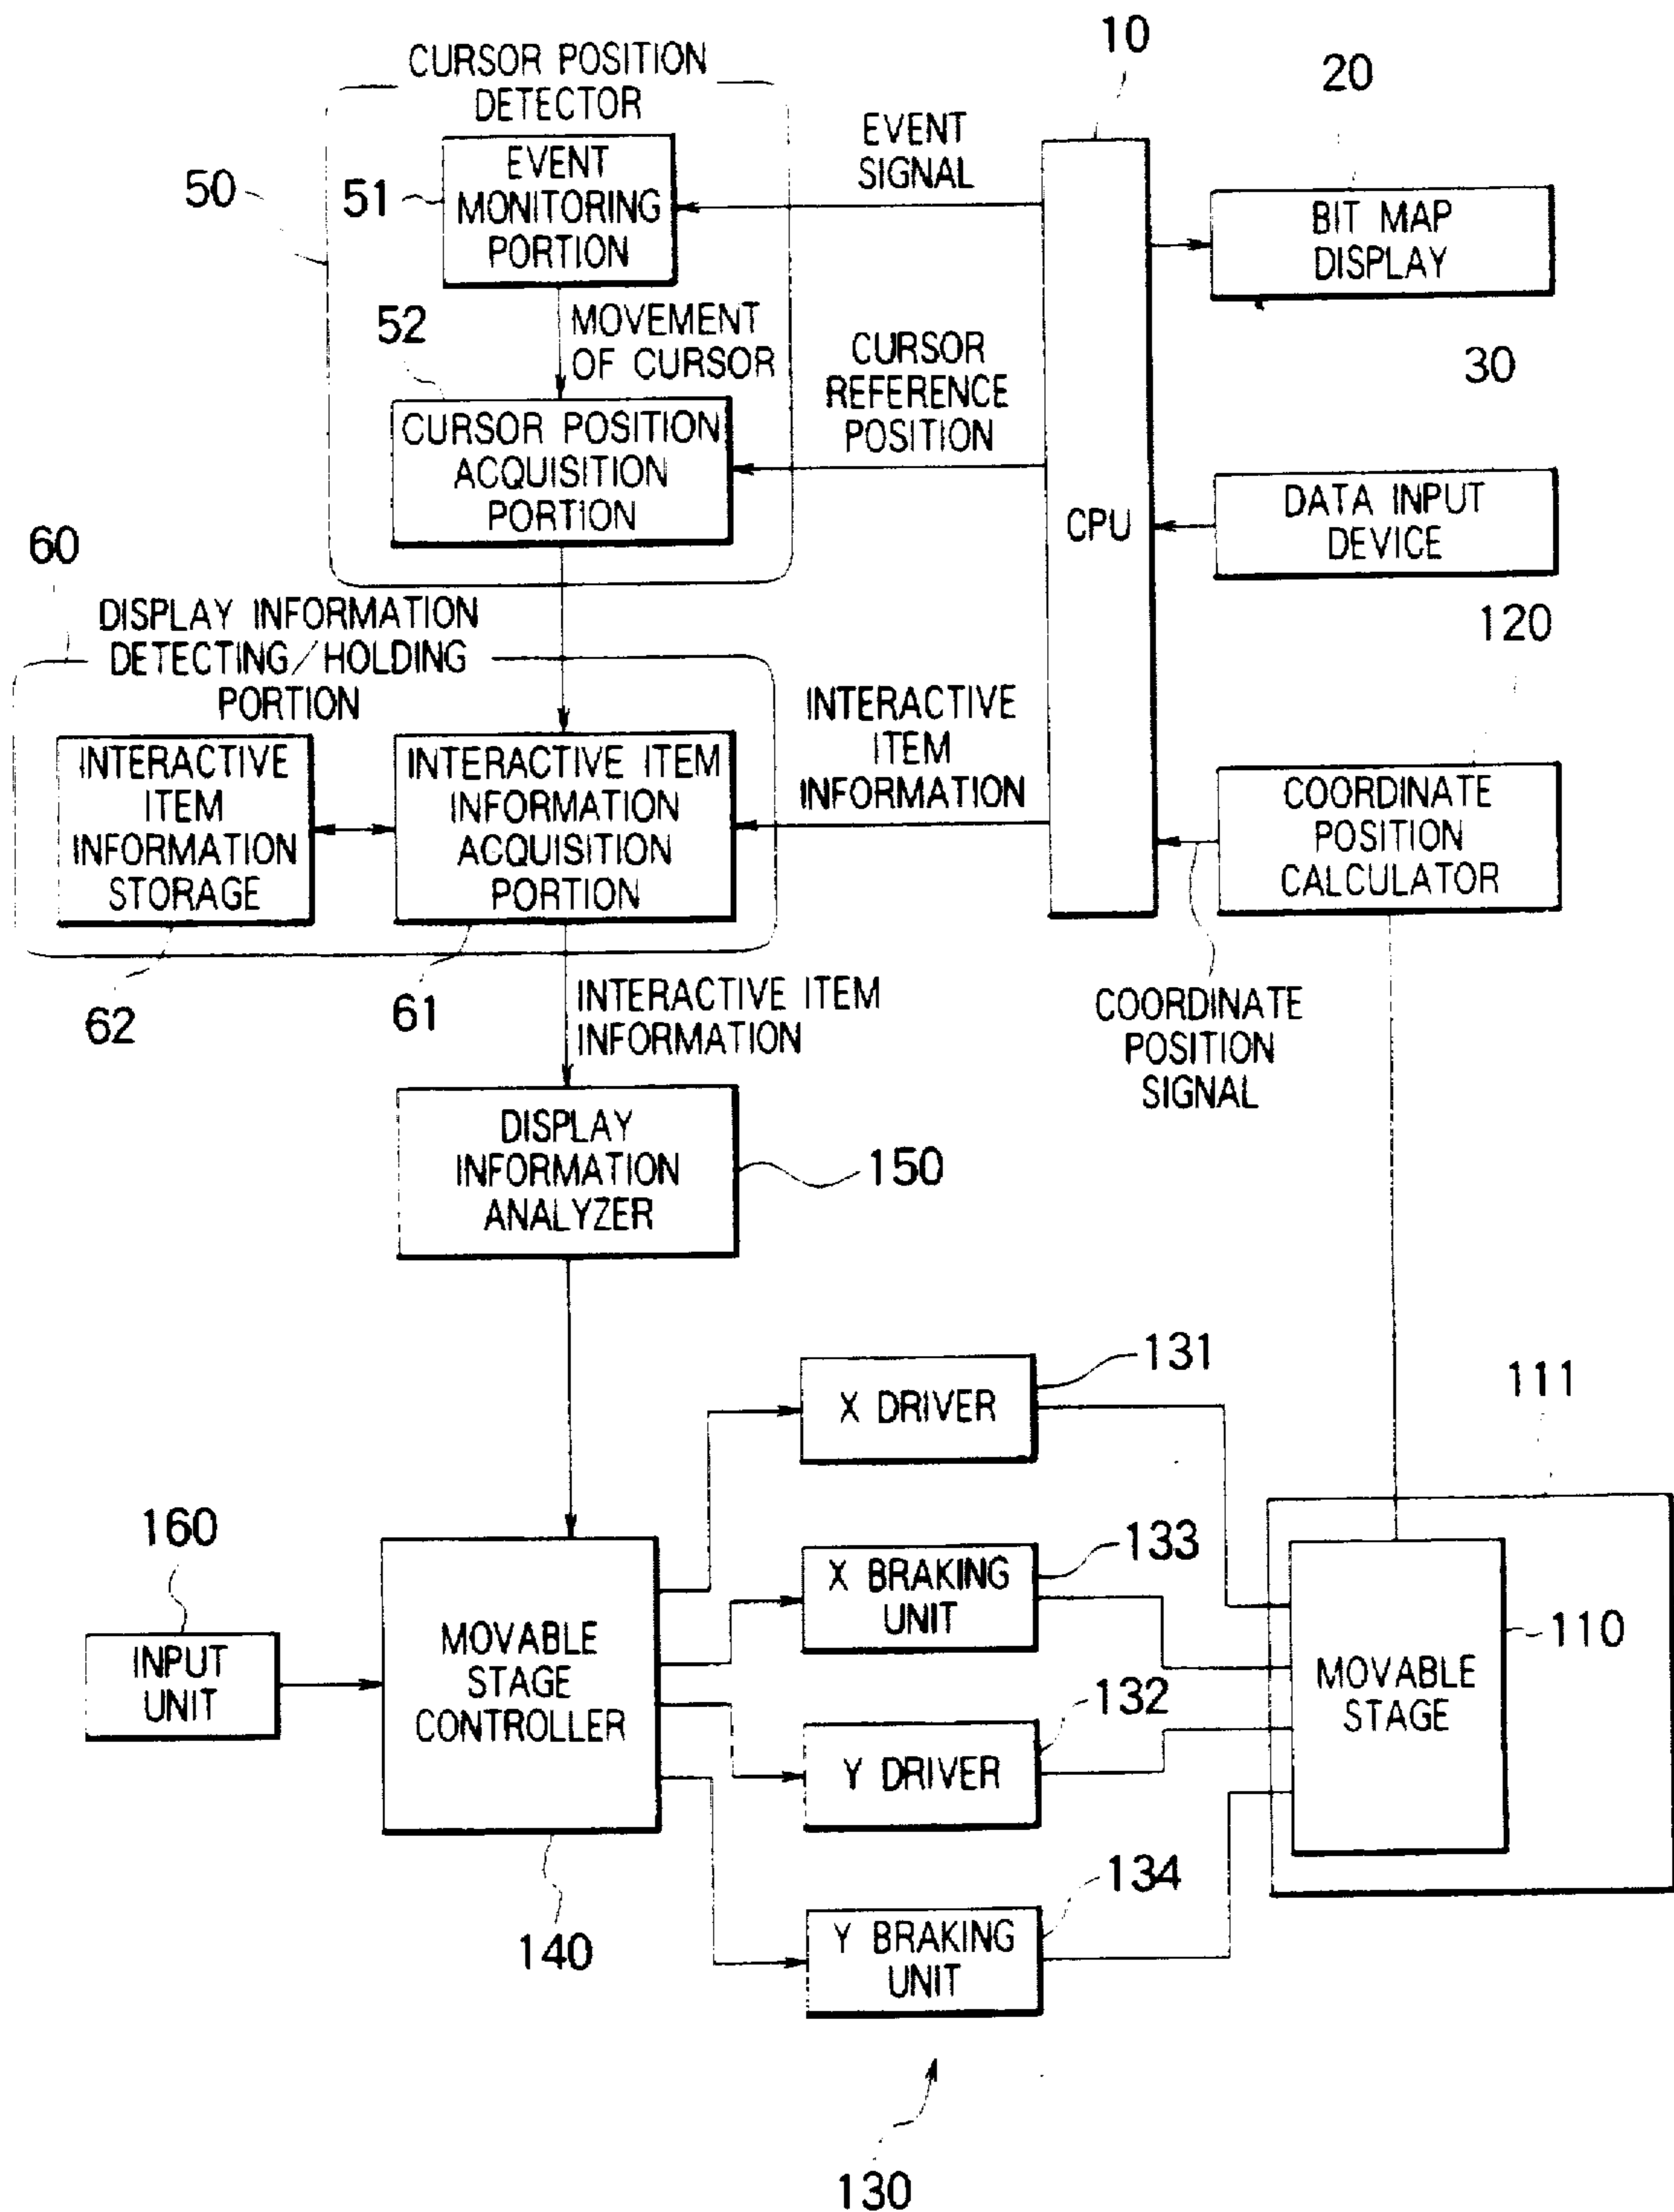 10
20
CURSOR POSITION
DETECTOR
EVENT
SIGNAL
50
51
EVENT
MONITORING
PORTION
BIT MAP
DISPLAY
52
MOVEMENT
OF CURSOR
CURSOR
REFERENCE
POSITION
30
CURSOR POSITION
ACQUISITION
PORTION
CPU
DATA INPUT
DEVICE
60
DISPLAY INFORMATION
DETECTING/HOLDING
PORTION
120
INTERACTIVE
ITEM
INFORMATION
INTERACTIVE
ITEM
INFORMATION
STORAGE
INTERACTIVE ITEM
INFORMATION
ACQUISITION
PORTION
COORDINATE
POSITION
CALCULATOR
62
61
INTERACTIVE ITEM
INFORMATION
COORDINATE
POSITION
SIGNAL
DISPLAY
INFORMATION
ANALYZER
150
131
X DRIVER
111
160
133
X BRAKING
UNIT
INPUT
UNIT
MOVABLE
STAGE
CONTROLLER
110
MOVABLE
STAGE
132
Y DRIVER
134
140
Y BRAKING
UNIT
130